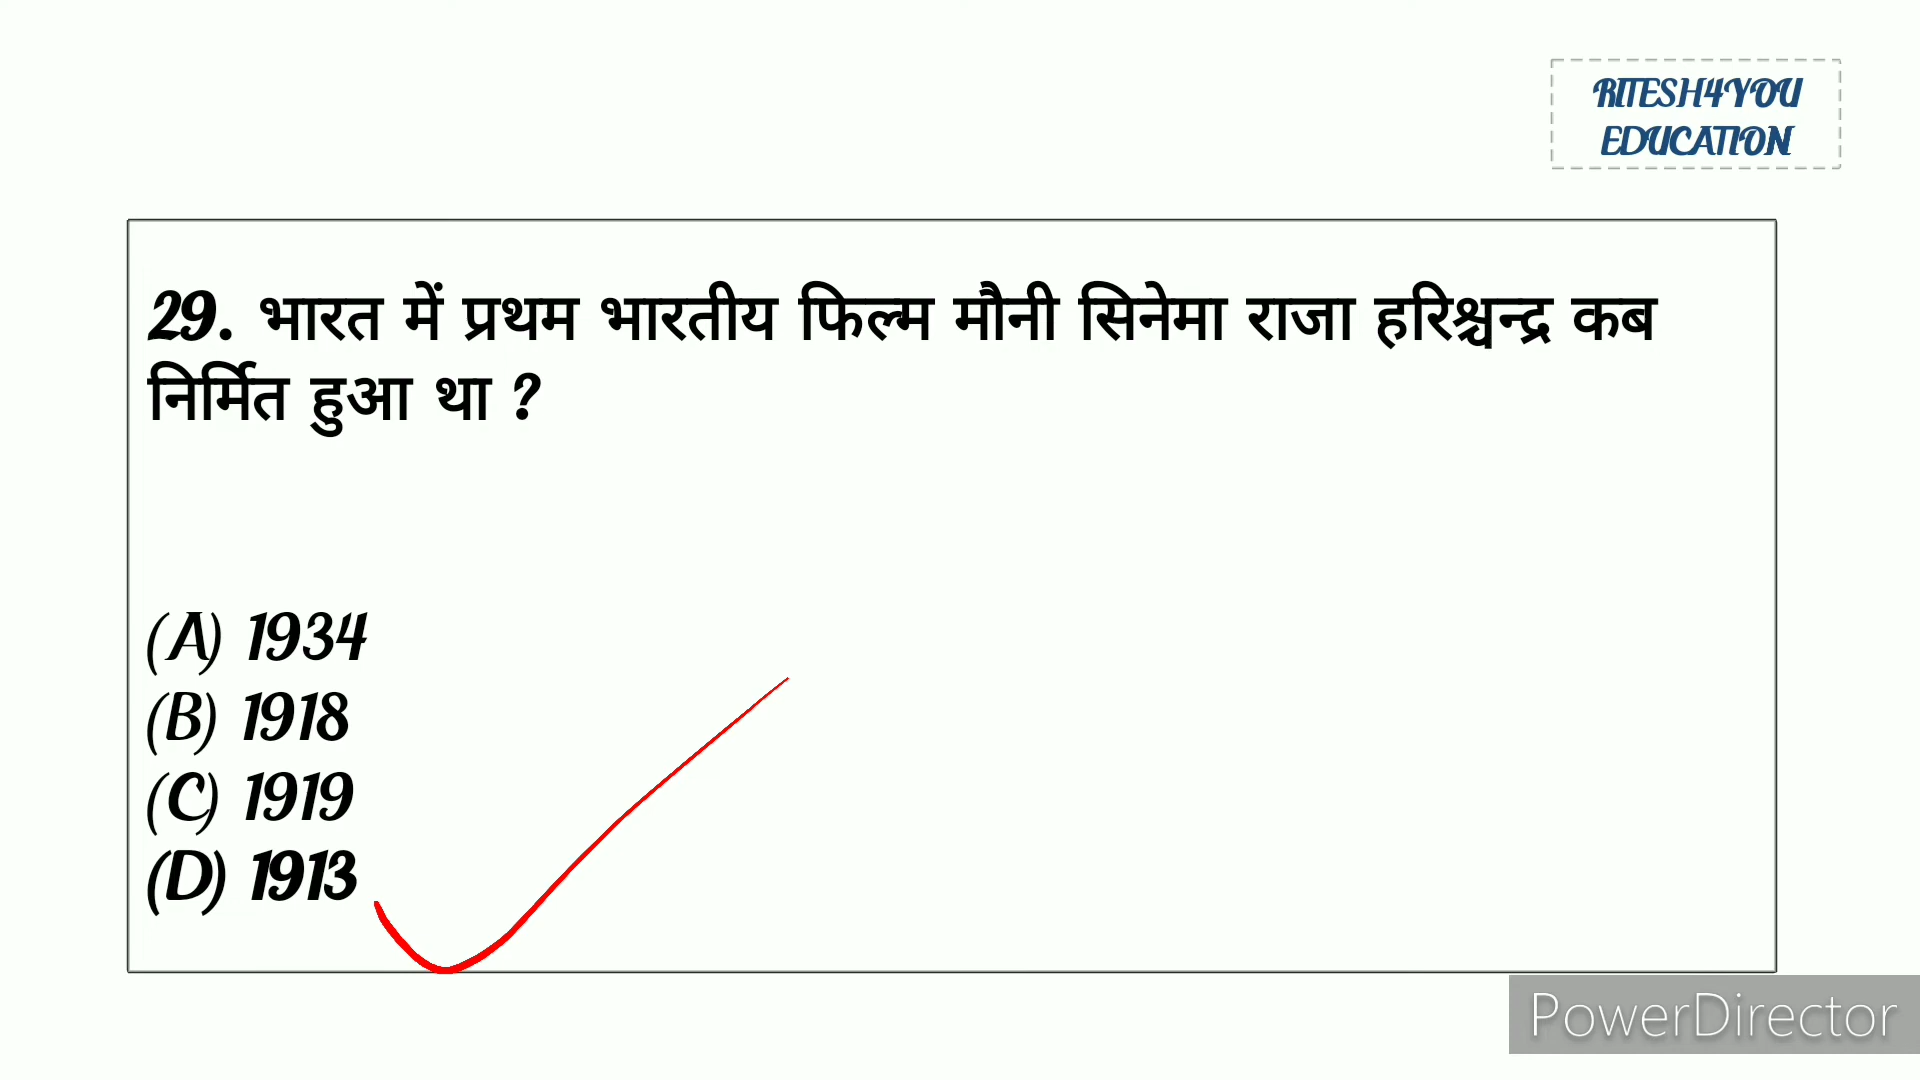 RITESH4YOU
EDUCATION
29. भारत में प्रथम भारतीय फिल्म मौनी सिनेमा राजा हरिश्चन्द्र कब
निर्मित हुआ था ?
(A) 1934
(B) 1918
(C) 1919
(D) 1913
PowerDirector